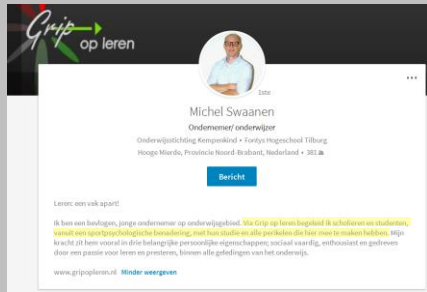 Grip
op leren
1ste
Michel Swaanen
Ondernemer/ onderwijzer
Onderwijsstichting Kempenkind • Fontys Hogeschool Tilburg
Hooge Mierde, Provincie Noord-Brabant, Nederland • 381
Bericht
Leren: een vak apart!
Ik ben een bevlogen, jonge ondernemer op onderwijsgebied. Via Grip op leren begeleid ik scholieren en studenten,
vanuit een sportpsychologische benadering, met hun studie en alle perikelen die hier mee te maken hebben. Mijn
kracht zit hem vooral in drie belangrijke persoonlijke eigenschappen; sociaal vaardig, enthousiast en gedreven
door een passie voor leren en presteren, binnen alle geledingen van het onderwijs.
www.gripopleren.nl Minder weergeven